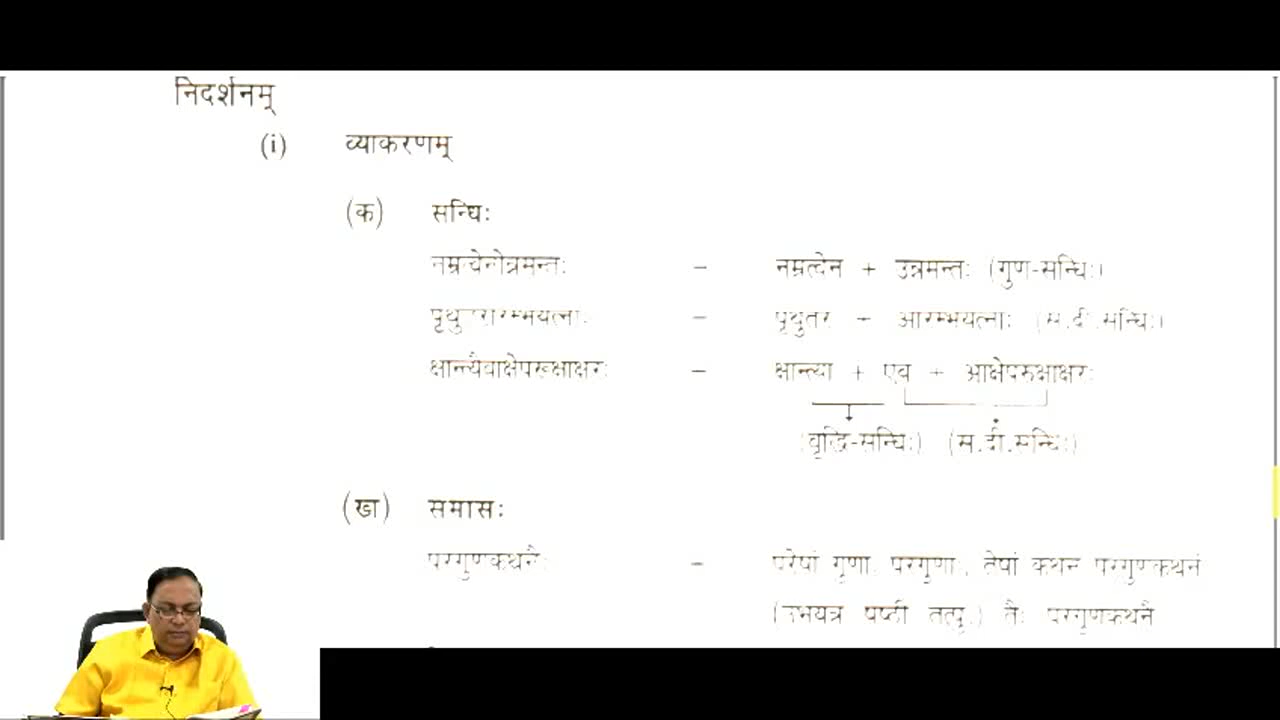 निदर्शनम्
(i) व्याकरणम्
(क) सन्धिः
नम्रत्वेनोन्नमन्तः – नम्रत्वेन + उन्नमन्तः (गुण-सन्धिः)
पृथुतरारम्भयत्नाः – पृथुतर + आरम्भयत्नाः (स.दी.सन्धिः)
क्षान्त्यैवाक्षेपरूक्षाक्षरः – क्षान्त्या + एव + आक्षेपरुक्षाक्षरः
(वृद्धि-सन्धिः) (स.दी.सन्धिः)
(ख) समासः
परगुणकथनैः – परेषां गुणाः परगुणाः, तेषां कथनं परगुणकथनं
(उभयत्र षष्ठी तत्पु.) तैः परगुणकथनैः